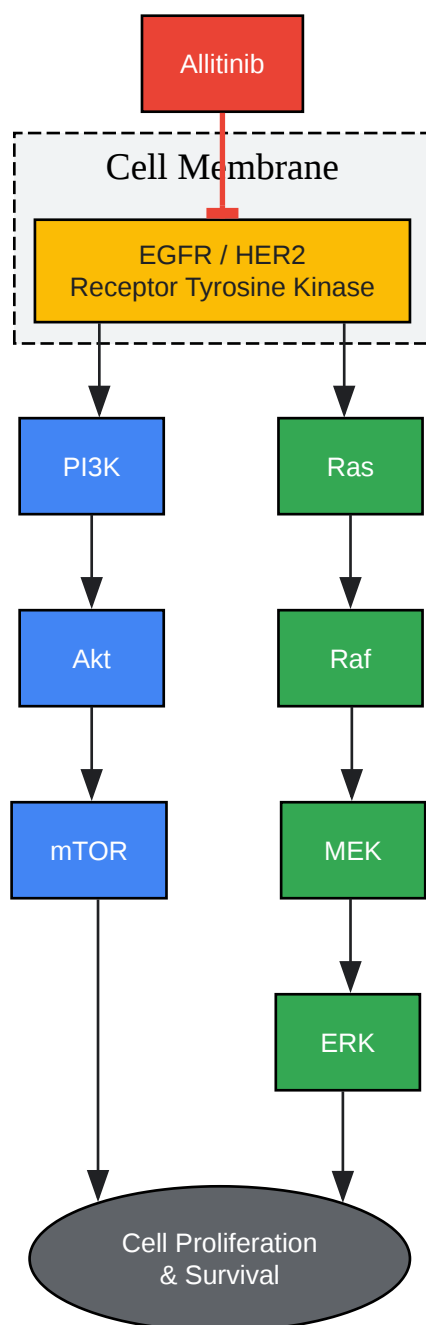 Allitinib
Cell Membrane
EGFR / HER2
Receptor Tyrosine Kinase
PI3K
Ras
Akt
Raf
mTOR
MEK
ERK
Cell Proliferation
& Survival